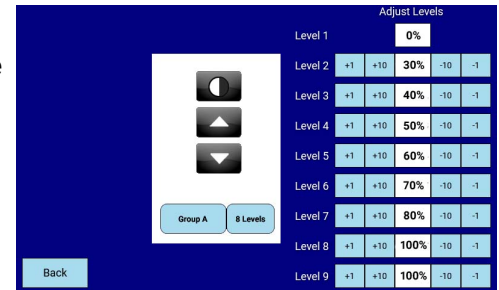 Adjust Levels
Level 1 0%
Level 2 +1 +10 30% -10 -1
Level 3 +1 +10 40% -10 -1
Level 4 +1 +10 50% -10 -1
Level 5 +1 +10 60% -10 -1
Level 6 +1 +10 70% -10 -1
Level 7 +1 +10 80% -10 -1
Level 8 +1 +10 100% -10 -1
Level 9 +1 +10 100% -10 -1
Group A 8 Levels
Back
e